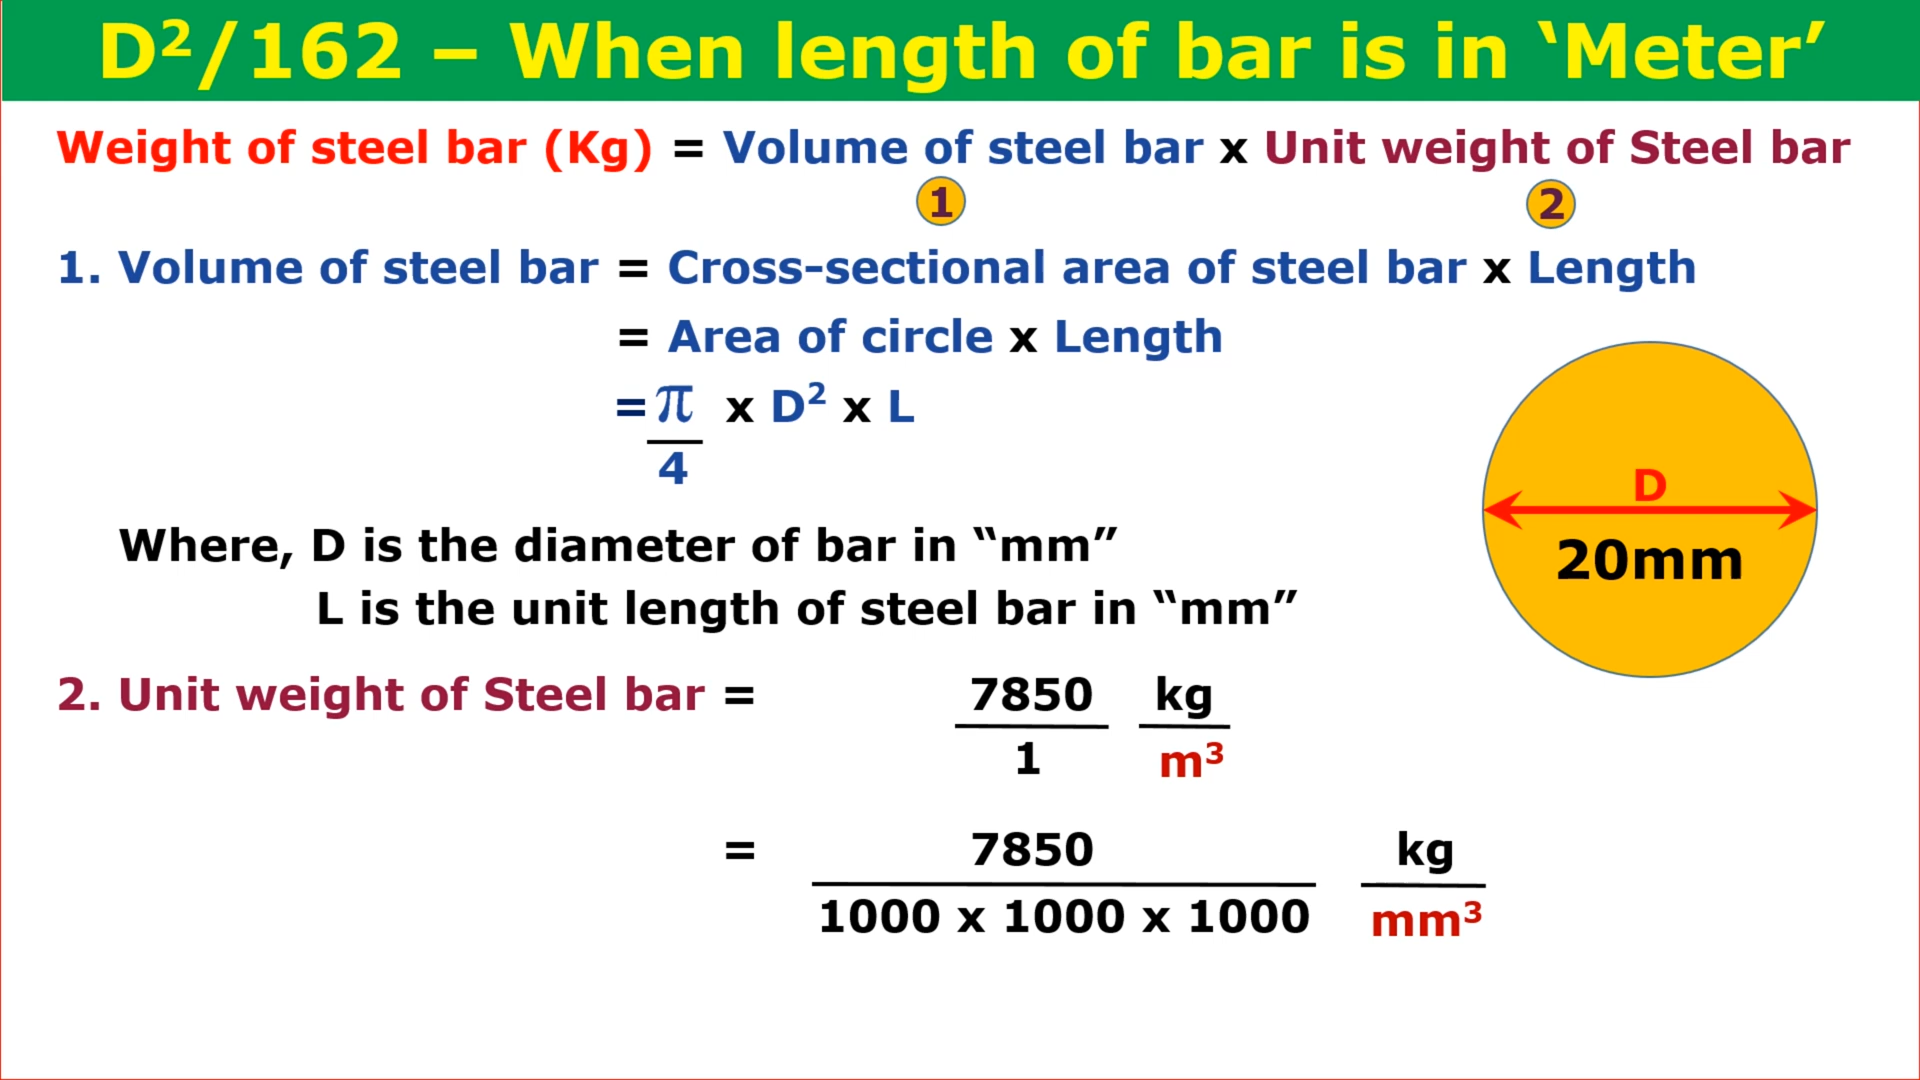 D²/162 – When length of bar is in ‘Meter’
Weight of steel bar (Kg) = Volume of steel bar x Unit weight of Steel bar
1 2
1. Volume of steel bar = Cross-sectional area of steel bar x Length
= Area of circle x Length
= π/4 x D² x L
D
20mm
Where, D is the diameter of bar in “mm”
L is the unit length of steel bar in “mm”
2. Unit weight of Steel bar = 7850/1 kg/m³
= 7850/1000 x 1000 x 1000 kg/mm³